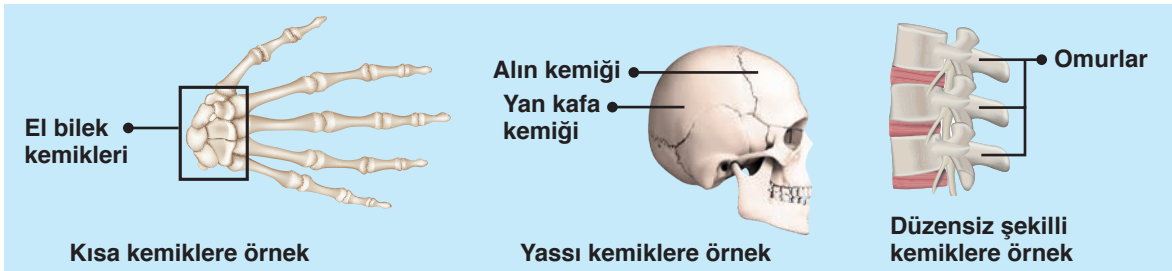 El bilek
kemikleri
Kısa kemiklere örnek
Alın kemiği
Yan kafa
kemiği
Yassı kemiklere örnek
Omurlar
Düzensiz şekilli
kemiklere örnek